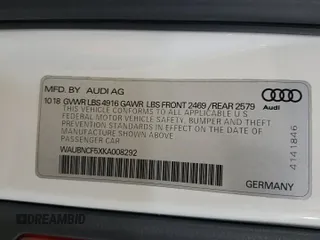 MFD. BY AUDI AG
10 18 GVWR LBS 4916 GAWR LBS FRONT 2469 / REAR 2579
THIS VEHICLE CONFORMS TO ALL APPLICABLE U S
FEDERAL MOTOR VEHICLE SAFETY, BUMPER AND THEFT
PREVENTION STANDARDS IN EFFECT ON THE DATE OF
MANUFACTURE SHOWN ABOVE
PASSENGER CAR
WAUBNCF5XKA008292
Audi
4141846
GERMANY
DREAMBID